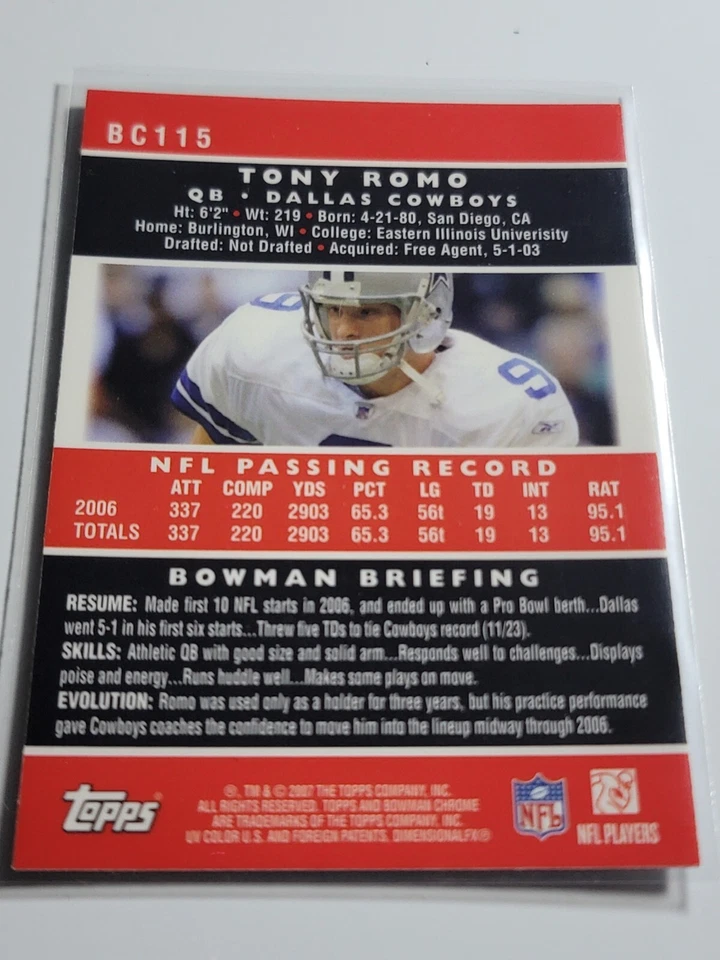 BC115
TONY ROMO
QB • DALLAS COWBOYS
Ht: 6'2" • Wt: 219 • Born: 4-21-80, San Diego, CA
Home: Burlington, WI • College: Eastern Illinois Univerisity
Drafted: Not Drafted • Acquired: Free Agent, 5-1-03
9
9
NFL PASSING RECORD
ATT COMP YDS PCT LG TD INT RAT
2006 337 220 2903 65.3 56t 19 13 95.1
TOTALS 337 220 2903 65.3 56t 19 13 95.1
BOWMAN BRIEFING
RESUME: Made first 10 NFL starts in 2006, and ended up with a Pro Bowl berth...Dallas
went 5-1 in his first six starts...Threw five TDs to tie Cowboys record (11/23).
SKILLS: Athletic QB with good size and solid arm...Responds well to challenges...Displays
poise and energy...Runs huddle well...Makes some plays on move.
EVOLUTION: Romo was used only as a holder for three years, but his practice performance
gave Cowboys coaches the confidence to move him into the lineup midway through 2006.
Topps
®, TM & © 2007 THE TOPPS COMPANY, INC.
ALL RIGHTS RESERVED. TOPPS AND BOWMAN CHROME
ARE TRADEMARKS OF THE TOPPS COMPANY, INC.
UV COLOR U.S. AND FOREIGN PATENTS. DIMENSIONALFX®
NFL
NFL PLAYERS